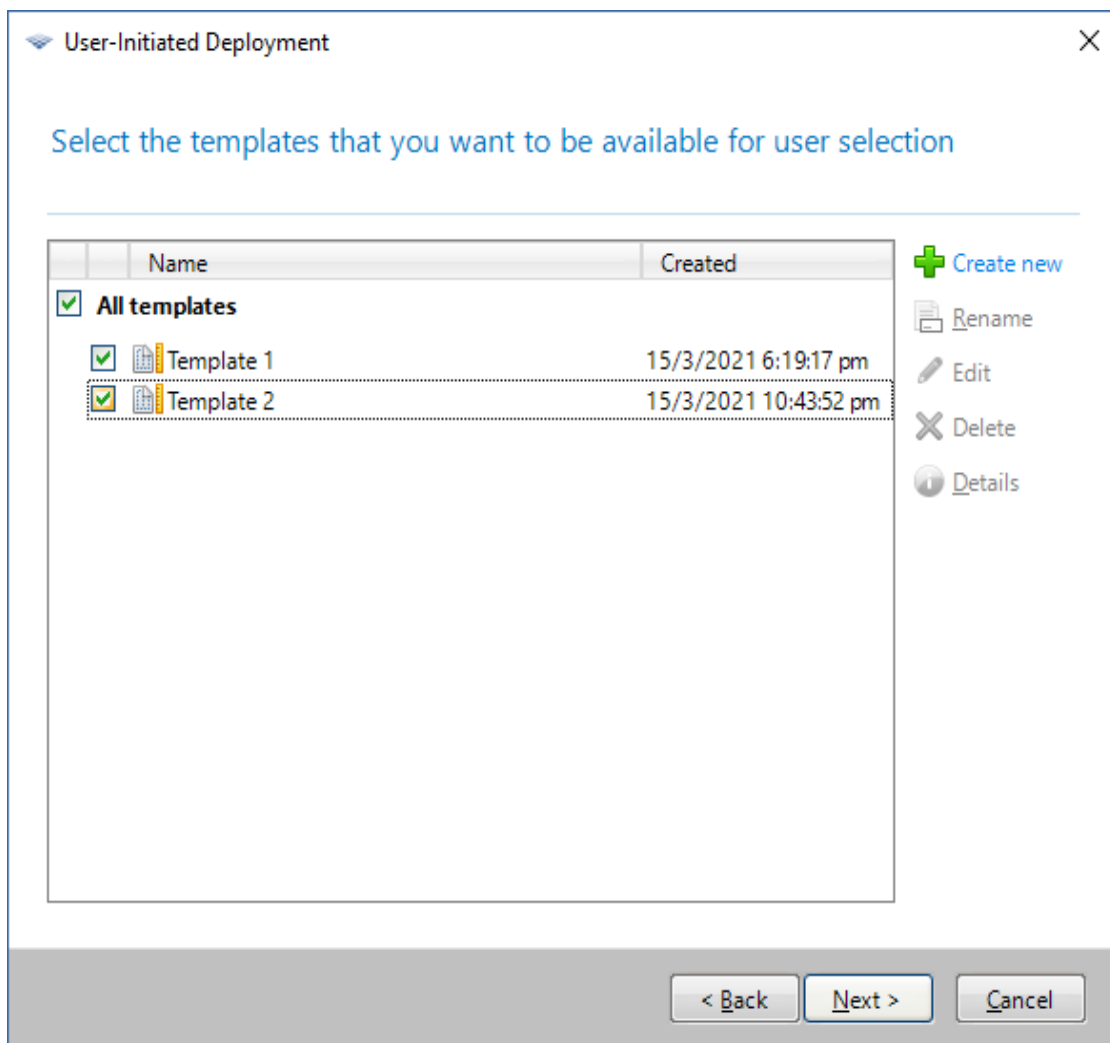 User-Initiated Deployment
Select the templates that you want to be available for user selection
Name Created
All templates
Template 1 15/3/2021 6:19:17 pm
Template 2 15/3/2021 10:43:52 pm
Create new
Rename
Edit
Delete
Details
< Back Next > Cancel